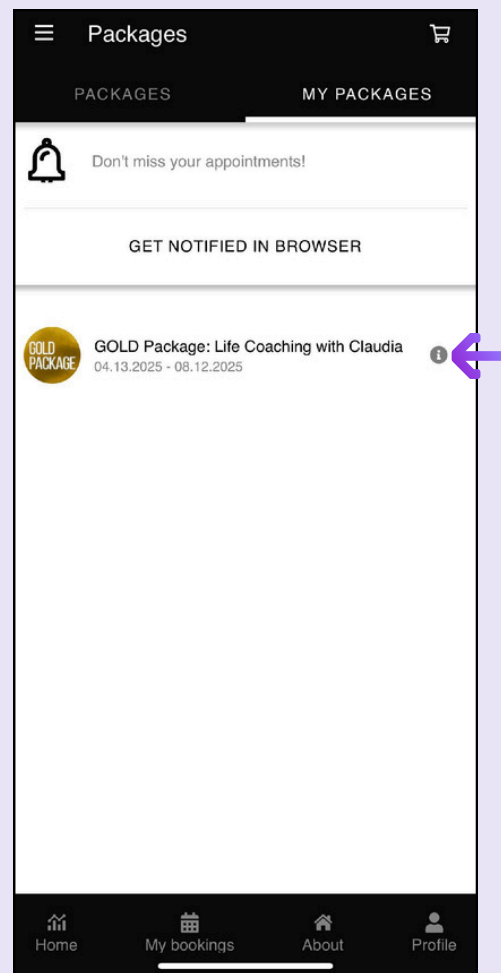 Packages
PACKAGES
MY PACKAGES
Don't miss your appointments!
GET NOTIFIED IN BROWSER
GOLD
PACKAGE
GOLD Package: Life Coaching with Claudia
04.13.2025 - 08.12.2025
Home
My bookings
About
Profile